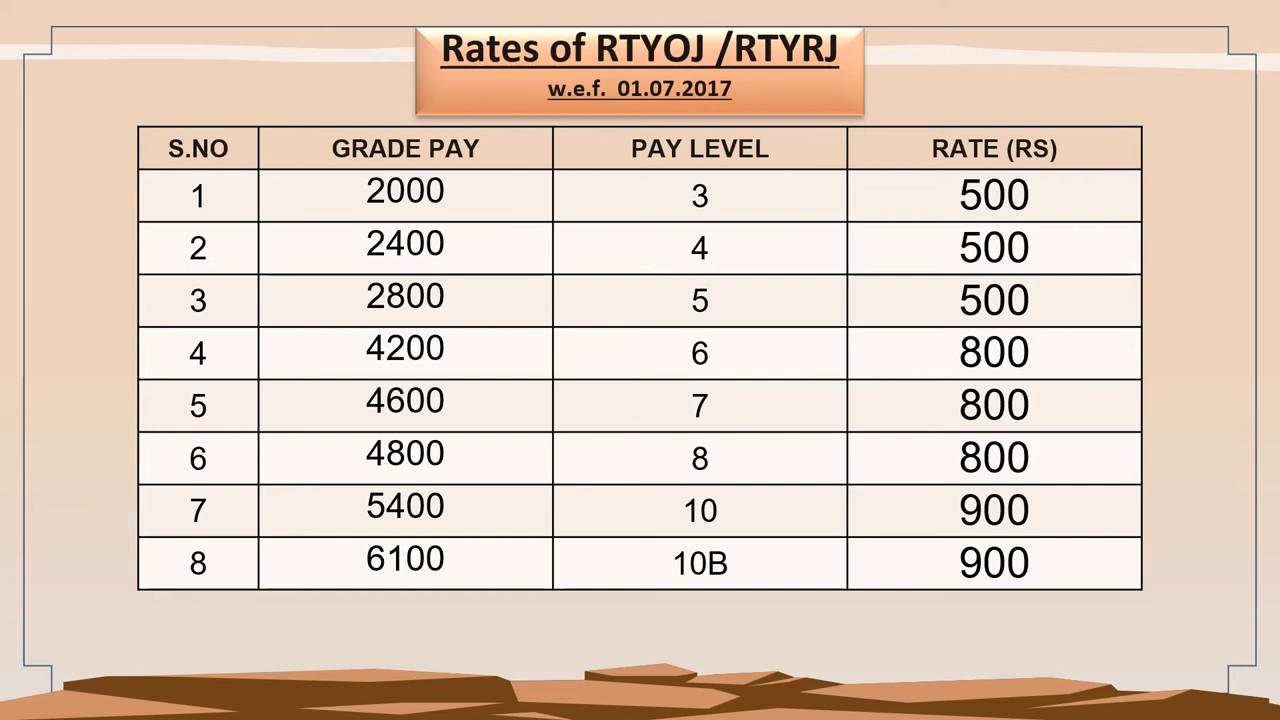 Rates of RTYOJ /RTYRJ
w.e.f. 01.07.2017
S.NO GRADE PAY PAY LEVEL RATE (RS)
1 2000 3 500
2 2400 4 500
3 2800 5 500
4 4200 6 800
5 4600 7 800
6 4800 8 800
7 5400 10 900
8 6100 10B 900